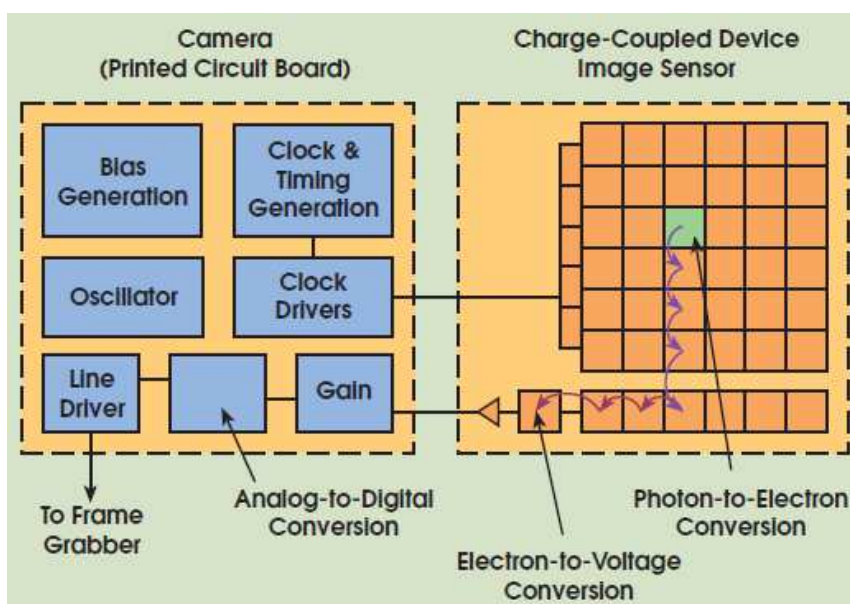 Camera
(Printed Circuit Board)
Charge-Coupled Device
Image Sensor
Bias
Generation
Clock &
Timing
Generation
Oscillator
Clock
Drivers
Line
Driver
Gain
To Frame
Grabber
Analog-to-Digital
Conversion
Electron-to-Voltage
Conversion
Photon-to-Electron
Conversion